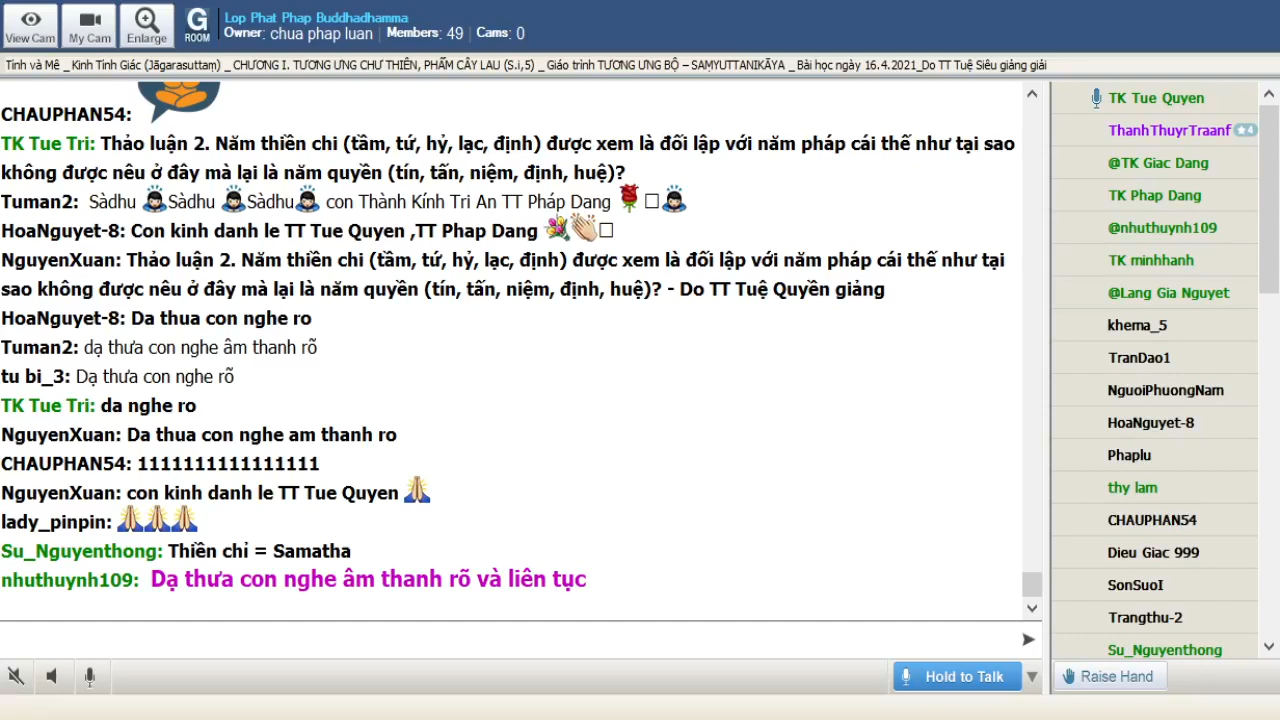 View Cam
My Cam
Enlarge
G
ROOM
Lop Phat Phap Buddhadhamma
Owner: chua phap luan Members: 49 Cams: 0
Tỉnh và Mê _ Kinh Tỉnh Giác (Jāgarasuttaṃ) _ CHƯƠNG I. TƯƠNG ƯNG CHƯ THIÊN, PHẨM CÂY LAU (S.i,5) _ Giáo trình TƯƠNG ƯNG BỘ – SAṂYUTTANIKĀYA _ Bài học ngày 16.4.2021_Do TT Tuệ Siêu giảng giải
CHAUPHAN54:
TK Tue Tri: Thảo luận 2. Năm thiền chi (tầm, tứ, hỷ, lạc, định) được xem là đối lập với năm pháp cái thế như tại sao
không được nêu ở đây mà lại là năm quyền (tín, tấn, niệm, định, huệ)?
Tuman2: Sàdhu Sàdhu Sàdhu con Thành Kính Tri An TT Pháp Dang
HoaNguyet-8: Con kinh danh le TT Tue Quyen ,TT Phap Dang
NguyenXuan: Thảo luận 2. Năm thiền chi (tầm, tứ, hỷ, lạc, định) được xem là đối lập với năm pháp cái thế như tại
sao không được nêu ở đây mà lại là năm quyền (tín, tấn, niệm, định, huệ)? - Do TT Tuệ Quyền giảng
HoaNguyet-8: Da thua con nghe ro
Tuman2: dạ thưa con nghe âm thanh rõ
tu bi_3: Dạ thưa con nghe rõ
TK Tue Tri: da nghe ro
NguyenXuan: Da thua con nghe am thanh ro
CHAUPHAN54: 1111111111111111
NguyenXuan: con kinh danh le TT Tue Quyen
lady_pinpin:
Su_Nguyenthong: Thiền chỉ = Samatha
nhuthuynh109: Dạ thưa con nghe âm thanh rõ và liên tục
Hold to Talk
TK Tue Quyen
ThanhThuyrTraanf 4
@TK Giac Dang
TK Phap Dang
@nhuthuynh109
TK minhhanh
@Lang Gia Nguyet
khema_5
TranDao1
NguoiPhuongNam
HoaNguyet-8
Phaplu
thy lam
CHAUPHAN54
Dieu Giac 999
SonSuoI
Trangthu-2
Su_Nguyenthong
Raise Hand